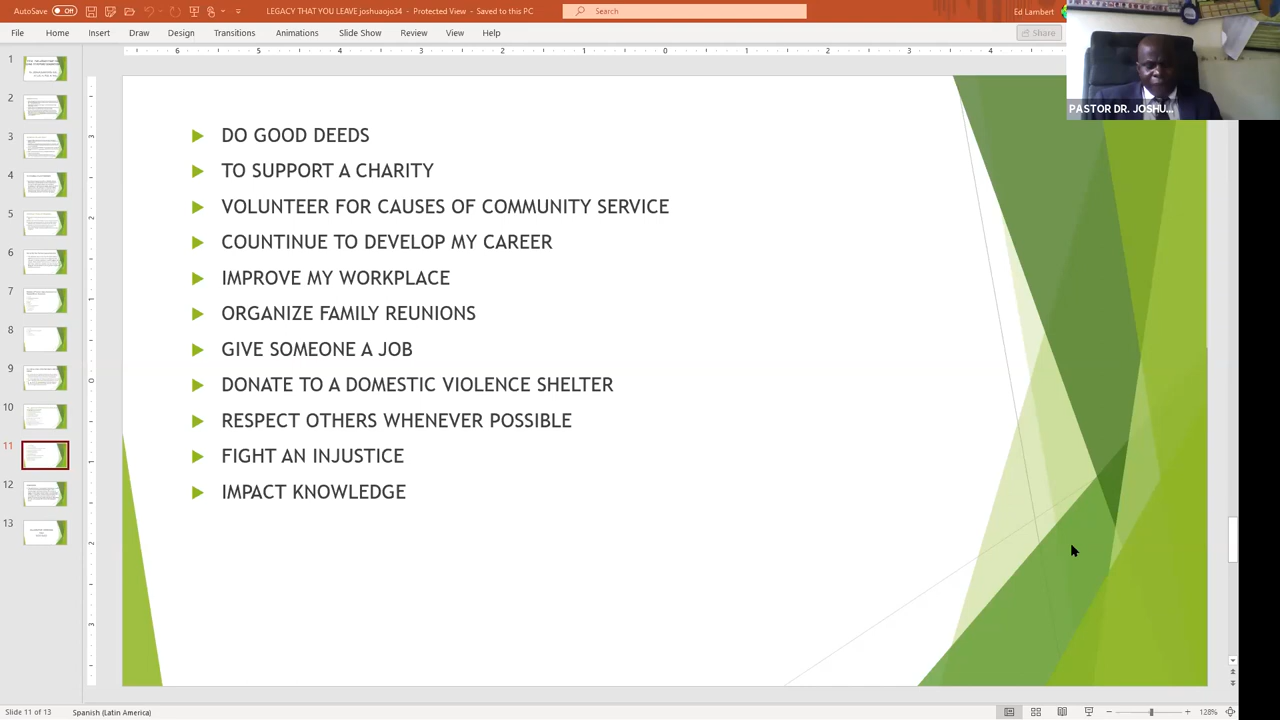 AutoSave Off LEGACY THAT YOU LEAVE joshuaojo34 - Protected View - Saved to this PC Search Ed Lambert
File Home Insert Draw Design Transitions Animations Slide Show Review View Help Share
PASTOR DR. JOSHU...
DO GOOD DEEDS
TO SUPPORT A CHARITY
VOLUNTEER FOR CAUSES OF COMMUNITY SERVICE
COUNTINUE TO DEVELOP MY CAREER
IMPROVE MY WORKPLACE
ORGANIZE FAMILY REUNIONS
GIVE SOMEONE A JOB
DONATE TO A DOMESTIC VIOLENCE SHELTER
RESPECT OTHERS WHENEVER POSSIBLE
FIGHT AN INJUSTICE
IMPACT KNOWLEDGE
Slide 11 of 13 Spanish (Latin America) 128%